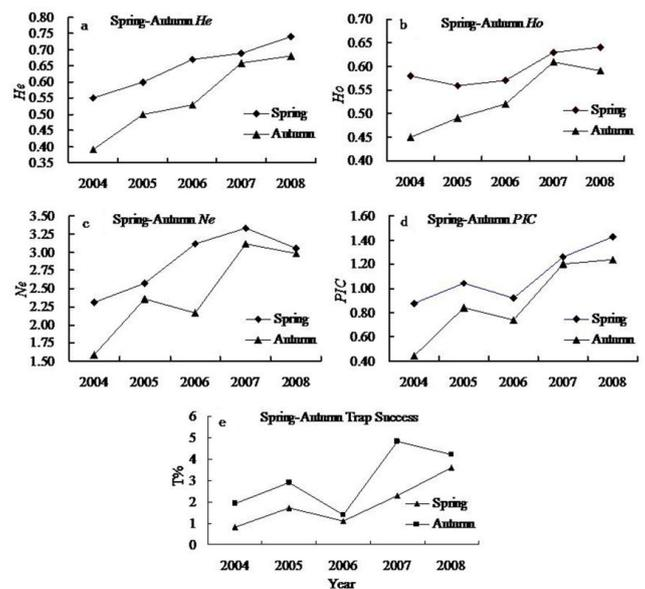 a Spring-Autumn He
0.80
0.75
0.70
0.65
0.60
0.55
0.50
0.45
0.40
0.35
He
Spring
Autumn
2004 2005 2006 2007 2008
b Spring-Autumn Ho
0.70
0.65
0.60
0.55
0.50
0.45
0.40
Ho
Spring
Autumn
2004 2005 2006 2007 2008
c Spring-Autumn Ne
3.50
3.25
3.00
2.75
2.50
2.25
2.00
1.75
1.50
Ne
Spring
Autumn
2004 2005 2006 2007 2008
d Spring-Autumn PIC
1.60
1.40
1.20
1.00
0.80
0.60
0.40
PIC
Spring
Autumn
2004 2005 2006 2007 2008
e Spring-Autumn Trap Success
6
5
4
3
2
1
0
T%
Spring
Autumn
2004 2005 2006 2007 2008
Year